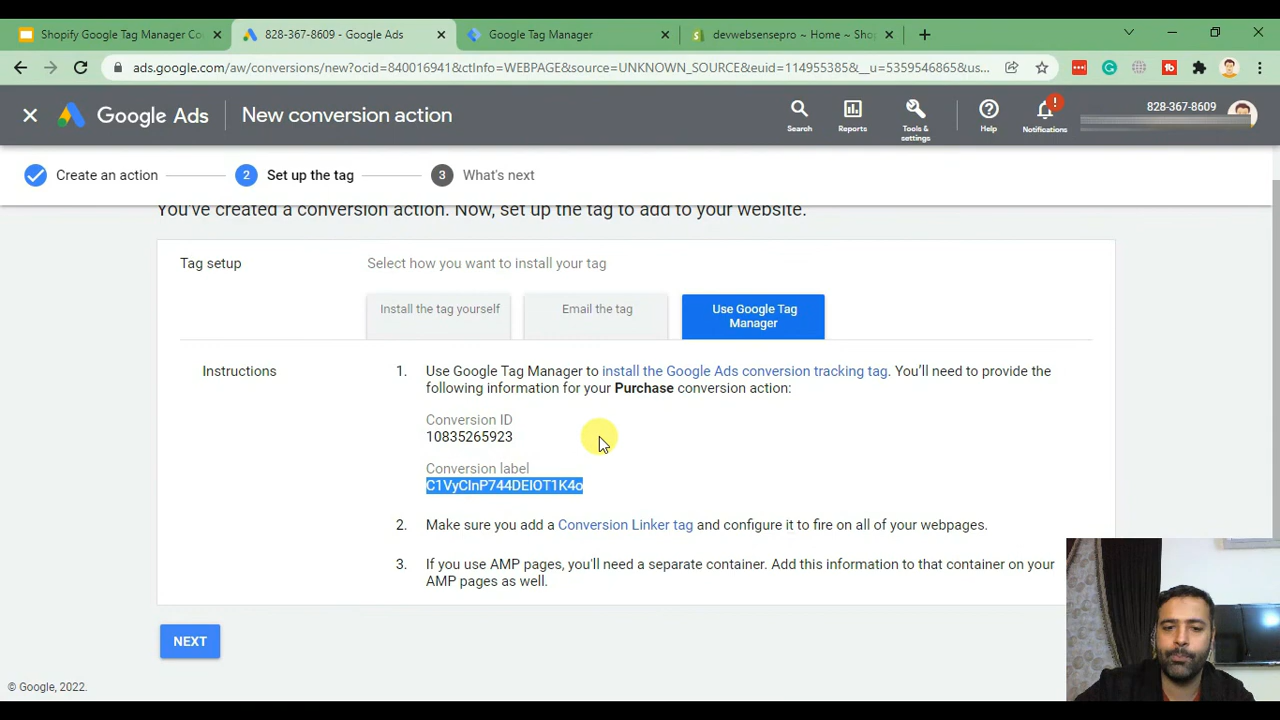 Shopify Google Tag Manager Co
828-367-8609 - Google Ads
Google Tag Manager
devwebsensepro ~ Home ~ Shop
ads.google.com/aw/conversions/new?ocid=840016941&ctInfo=WEBPAGE&source=UNKNOWN_SOURCE&euid=114955385&__u=5359546865&us...
Google Ads
New conversion action
Search
Reports
Tools &
settings
Help
Notifications
828-367-8609
Create an action
2
Set up the tag
3
What's next
You've created a conversion action. Now, set up the tag to add to your website.
Tag setup
Select how you want to install your tag
Install the tag yourself
Email the tag
Use Google Tag
Manager
Instructions
1. Use Google Tag Manager to install the Google Ads conversion tracking tag. You'll need to provide the
following information for your Purchase conversion action:
Conversion ID
10835265923
Conversion label
C1VyCInP744DEIOT1K4o
2. Make sure you add a Conversion Linker tag and configure it to fire on all of your webpages.
3. If you use AMP pages, you'll need a separate container. Add this information to that container on your
AMP pages as well.
NEXT
© Google, 2022.